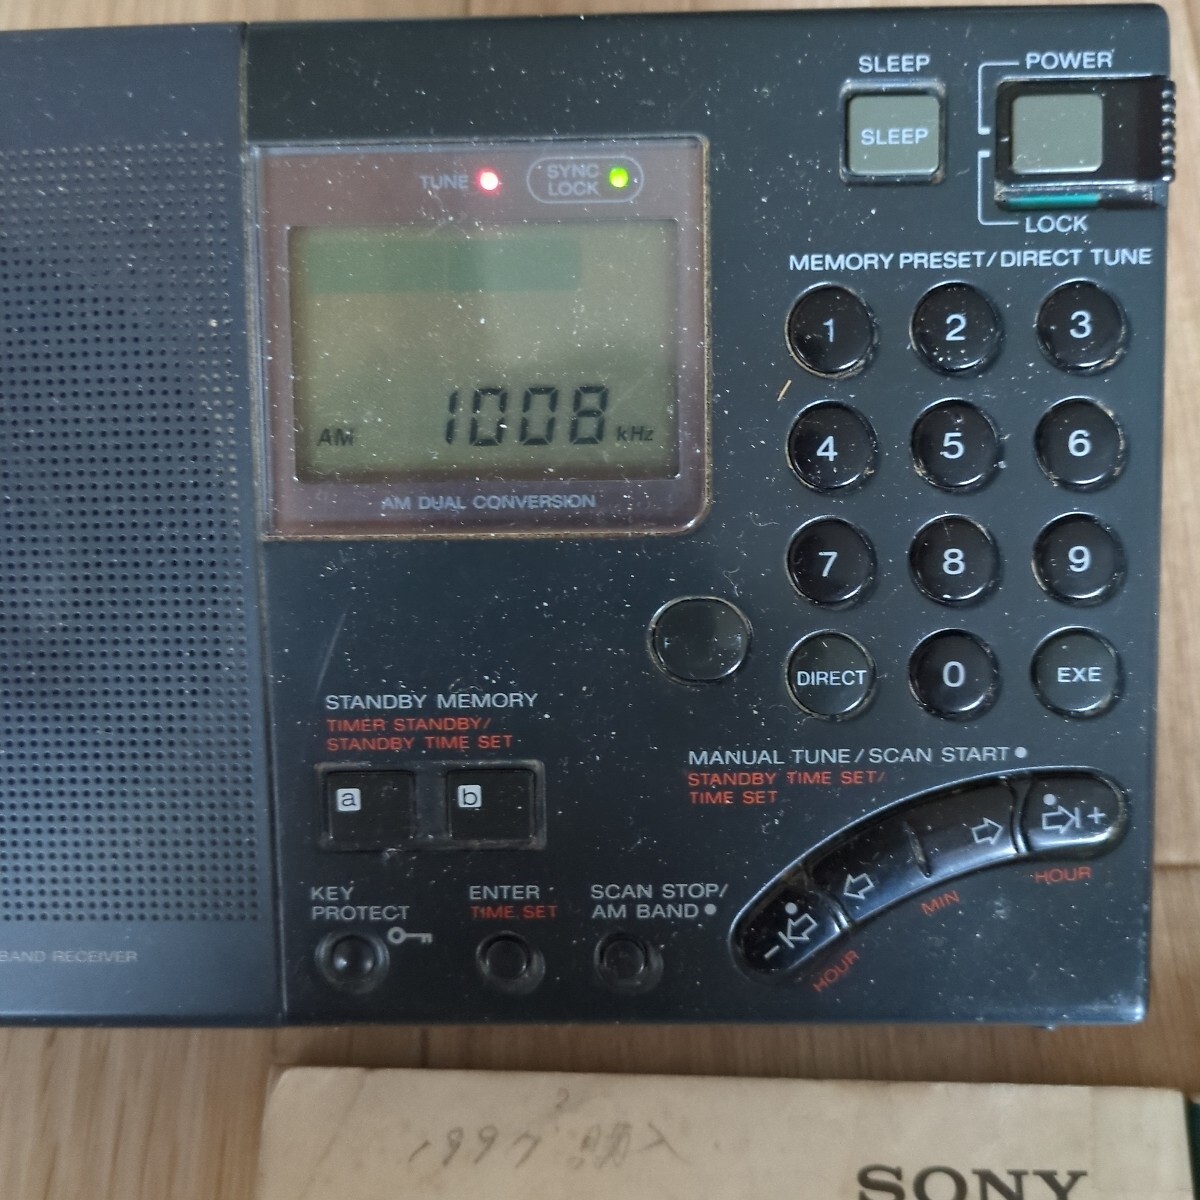 SLEEP
POWER
SLEEP
TUNE
SYNC
LOCK
LOCK
MEMORY PRESET/DIRECT TUNE
1 2 3
AM 1008 kHz
4 5 6
AM DUAL CONVERSION
7 8 9
DIRECT 0 EXE
STANDBY MEMORY
TIMER STANDBY/
STANDBY TIME SET
a b
MANUAL TUNE/SCAN START
STANDBY TIME SET/
TIME SET
+
HOUR
MIN
-
HOUR
KEY
PROTECT
ENTER
TIME SET
SCAN STOP/
AM BAND
BAND RECEIVER
1997 購入
SONY